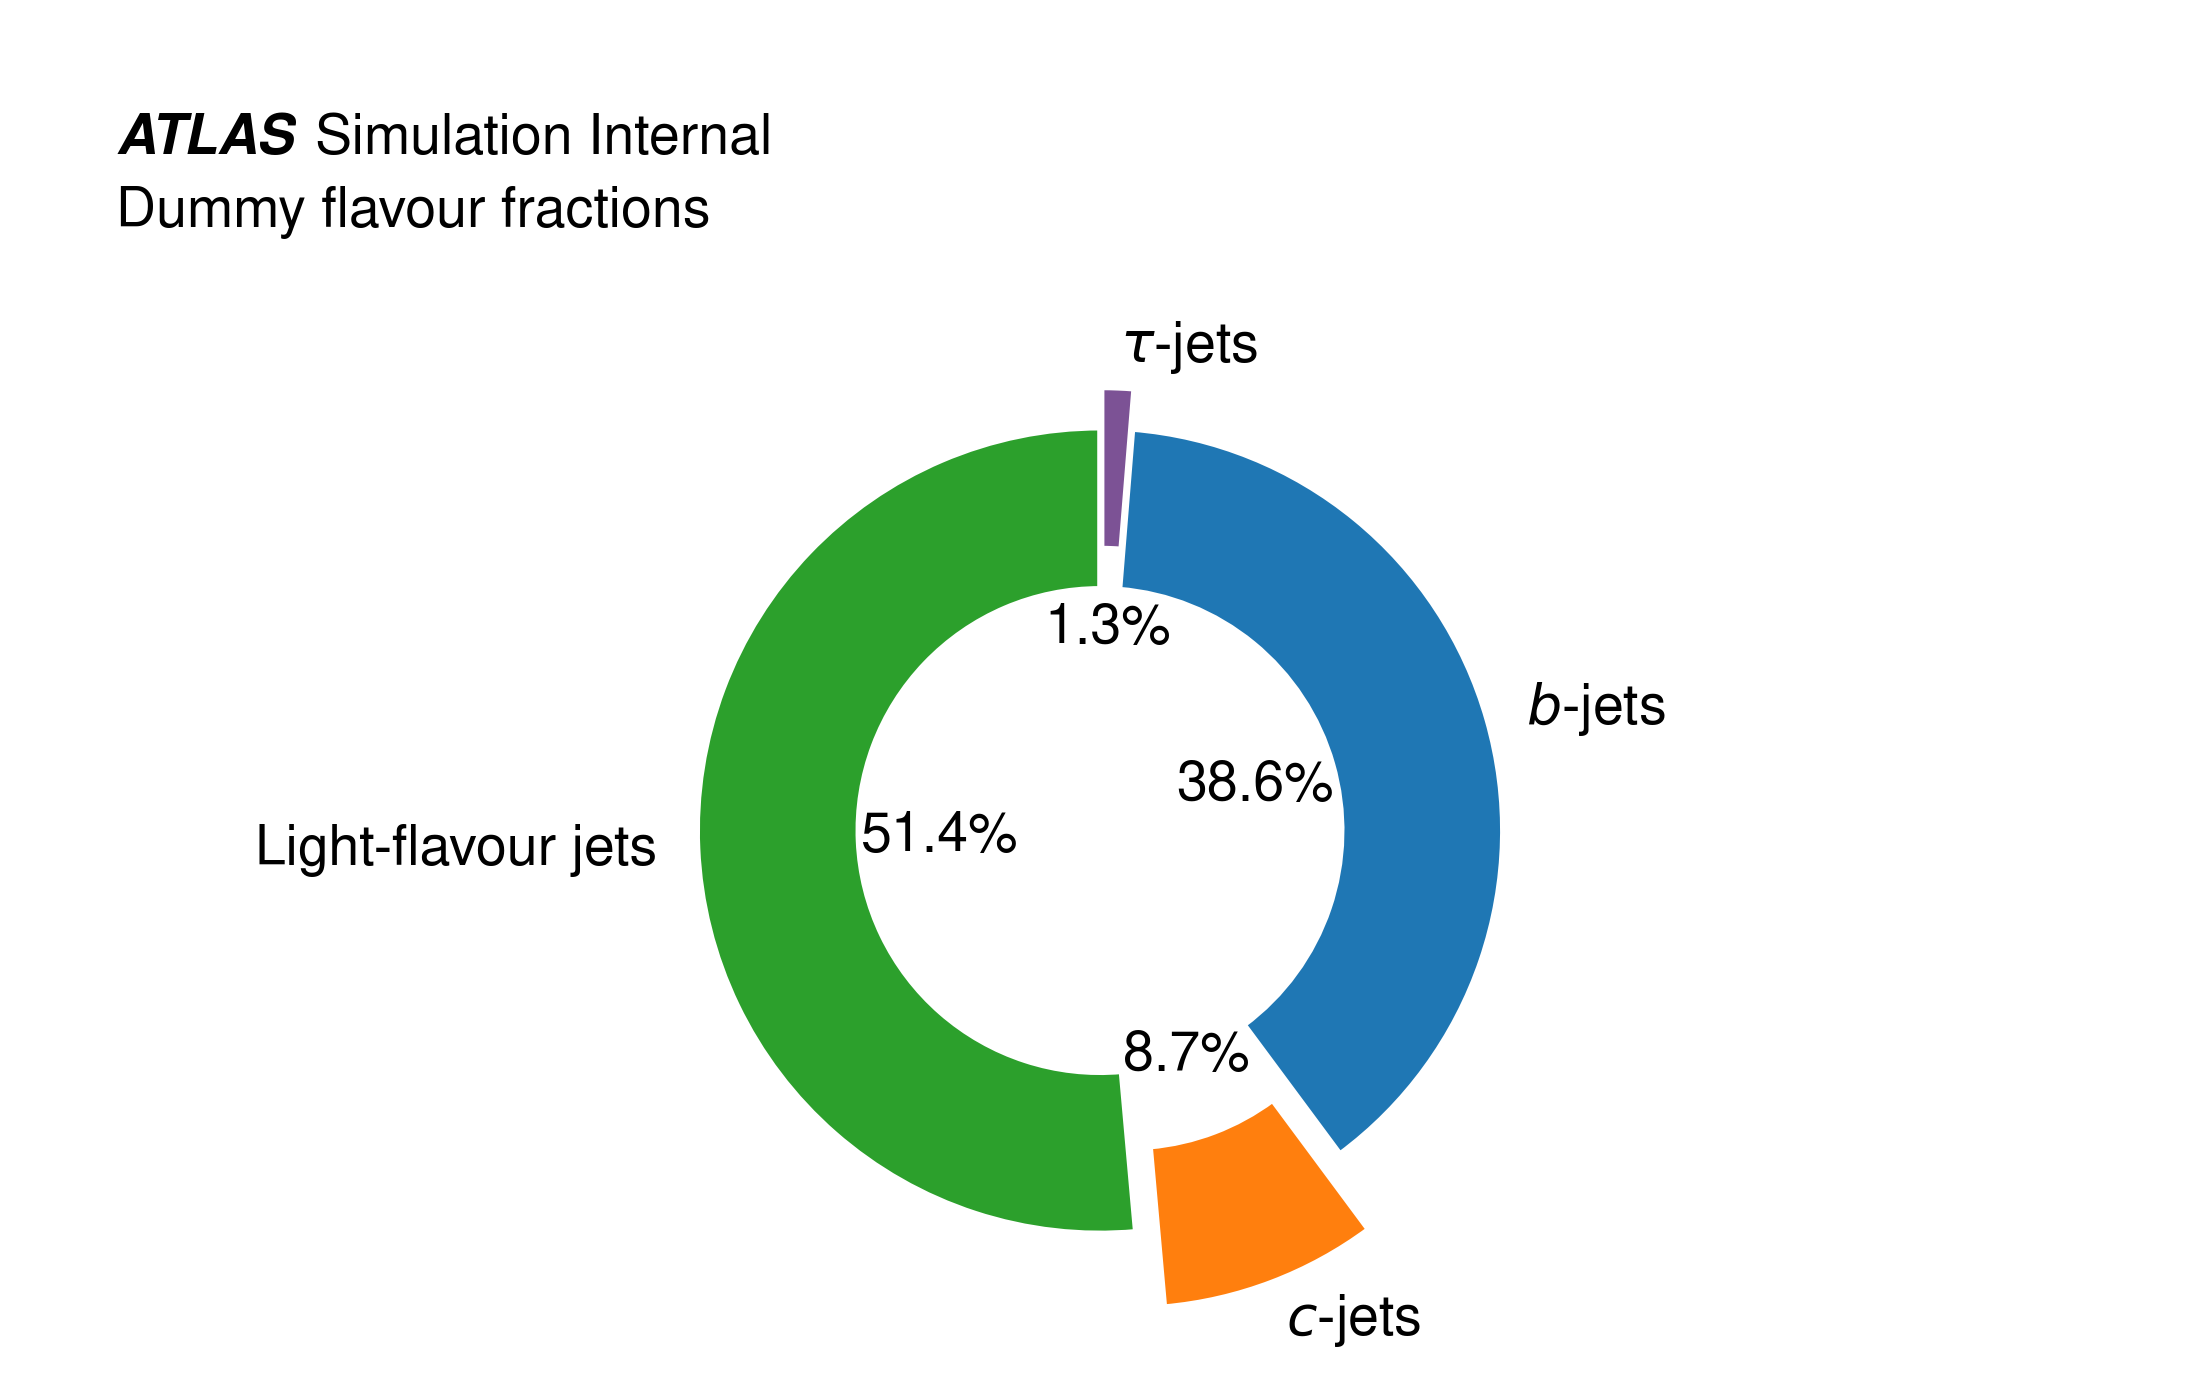 ATLAS Simulation Internal
Dummy flavour fractions
τ-jets
1.3%
b-jets
38.6%
51.4%
Light-flavour jets
8.7%
c-jets